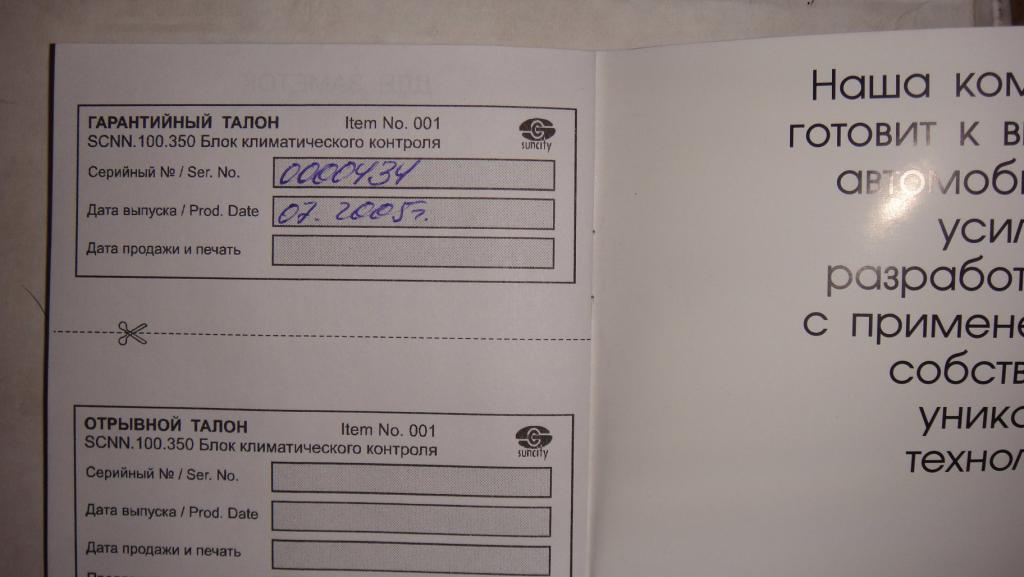 ГАРАНТИЙНЫЙ ТАЛОН Item No. 001
SCNN.100.350 Блок климатического контроля
suncity
Серийный № / Ser. No. 0000434
Дата выпуска / Prod. Date 07. 2005г.
Дата продажи и печать
ОТРЫВНОЙ ТАЛОН Item No. 001
SCNN.100.350 Блок климатического контроля
suncity
Серийный № / Ser. No.
Дата выпуска / Prod. Date
Дата продажи и печать
Наша ком
готовит к в
автомоби
усил
разработ
с примене
собств
уника
технол